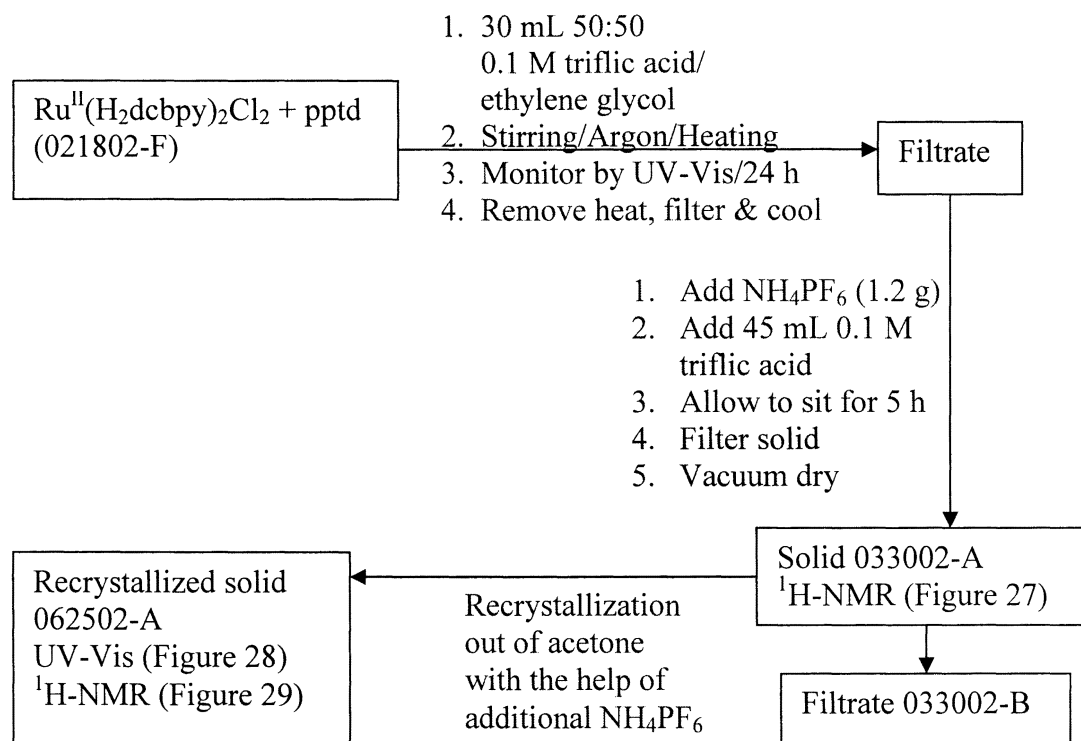 Ru^II(H₂dcbpy)₂Cl₂ + pptd
(021802-F)
1. 30 mL 50:50
0.1 M triflic acid/
ethylene glycol
2. Stirring/Argon/Heating
3. Monitor by UV-Vis/24 h
4. Remove heat, filter & cool
Filtrate
1. Add NH₄PF₆ (1.2 g)
2. Add 45 mL 0.1 M
triflic acid
3. Allow to sit for 5 h
4. Filter solid
5. Vacuum dry
Solid 033002-A
¹H-NMR (Figure 27)
Filtrate 033002-B
Recrystallization
out of acetone
with the help of
additional NH₄PF₆
Recrystallized solid
062502-A
UV-Vis (Figure 28)
¹H-NMR (Figure 29)